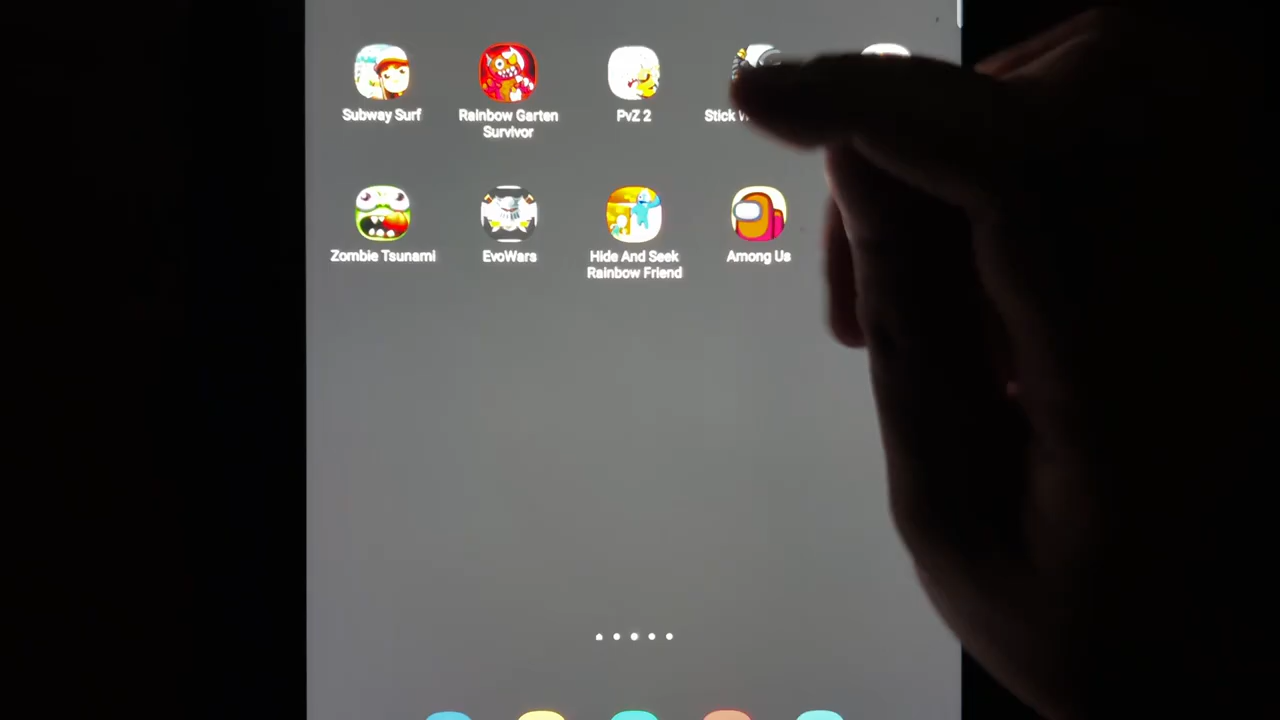 Subway Surf
Rainbow Garten
Survivor
PvZ 2
Stick
Zombie Tsunami
EvoWars
Hide And Seek
Rainbow Friend
Among Us